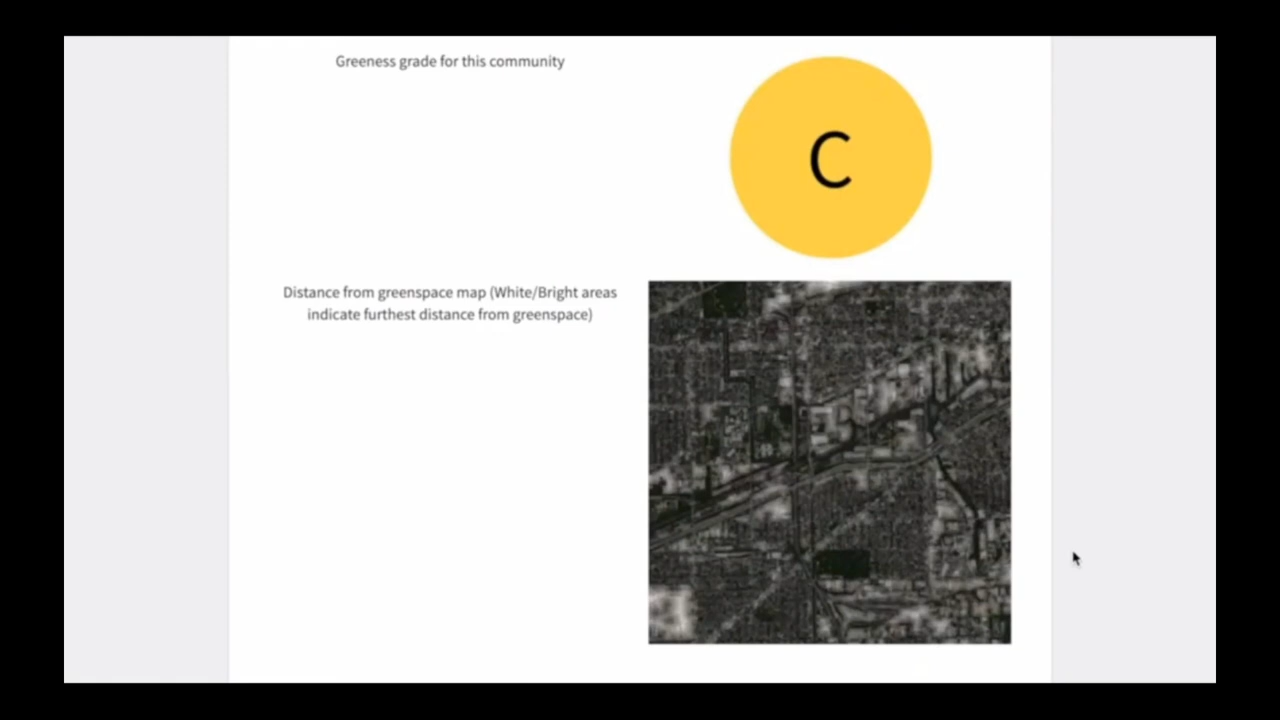 Greeness grade for this community
C
Distance from greenspace map (White/Bright areas
indicate furthest distance from greenspace)